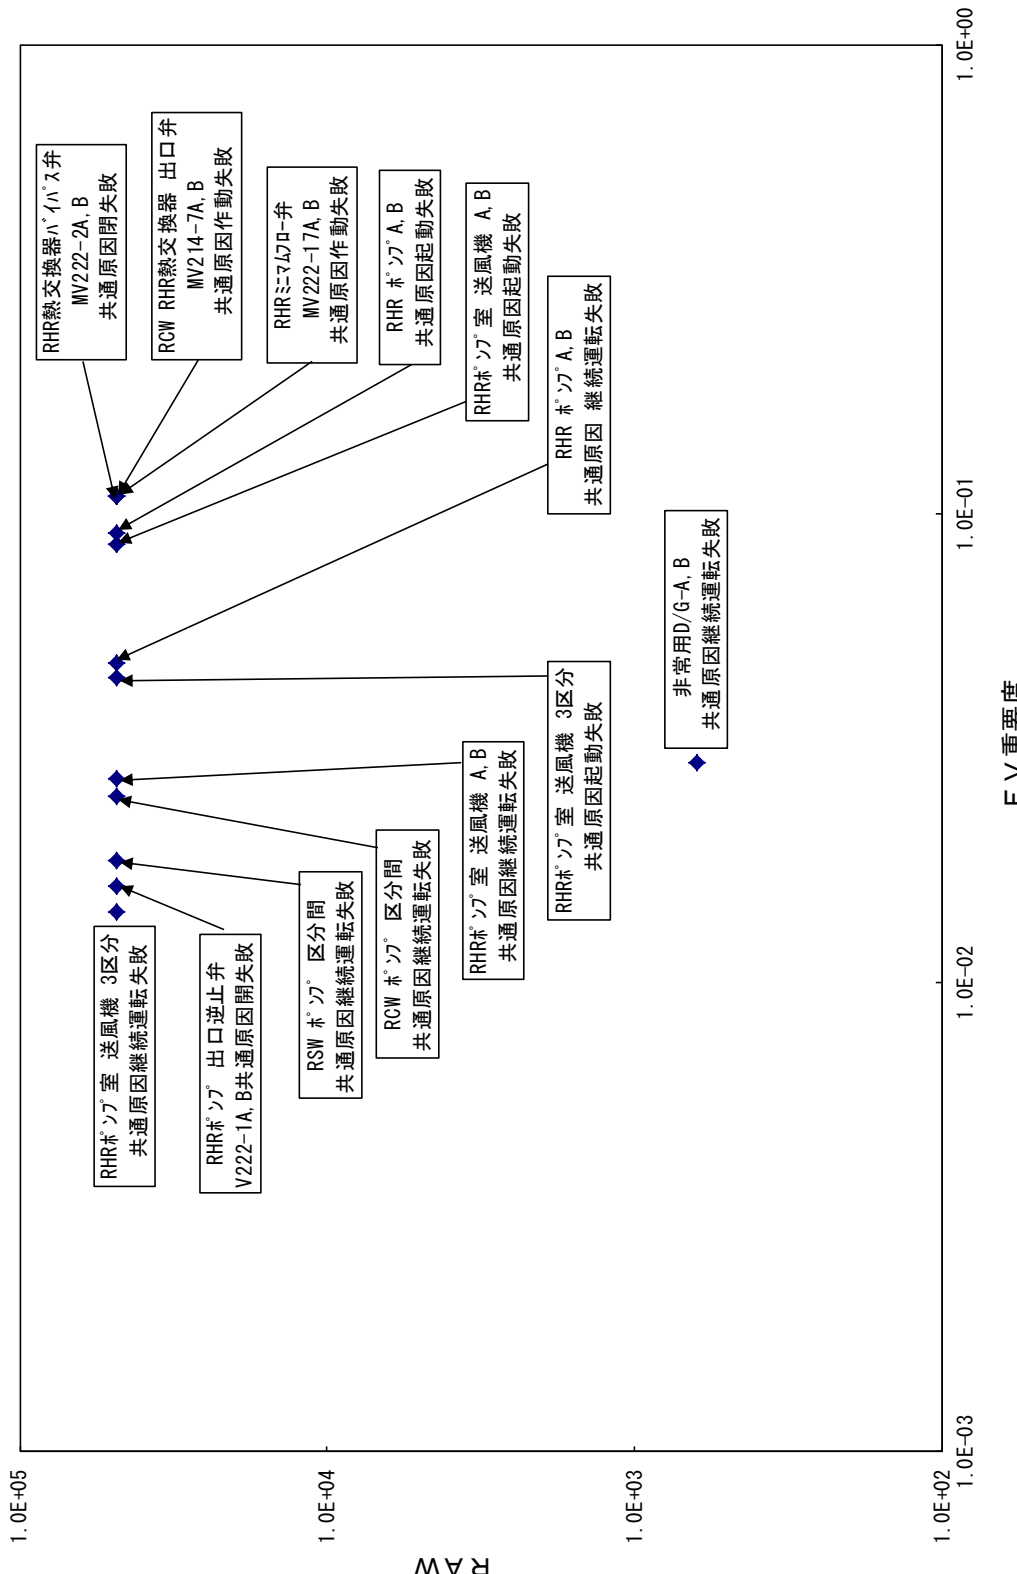 RAW
1.0E+05
1.0E+04
1.0E+03
1.0E+02
1.0E-03
1.0E-02
1.0E-01
1.0E+00
FV重要度
RHR熱交換器ﾊﾞｲﾊﾟｽ弁
MV222-2A,B
共通原因閉失敗
RCW RHR熱交換器 出口弁
MV214-7A,B
共通原因作動失敗
RHRﾐﾆﾏﾑﾌﾛｰ弁
MV222-17A,B
共通原因作動失敗
RHR ﾎﾟﾝﾌﾟA,B
共通原因起動失敗
RHRﾎﾟﾝﾌﾟ室 送風機 A,B
共通原因起動失敗
RHR ﾎﾟﾝﾌﾟA,B
共通原因 継続運転失敗
非常用D/G-A,B
共通原因継続運転失敗
RHRﾎﾟﾝﾌﾟ室 送風機 3区分
共通原因起動失敗
RHRﾎﾟﾝﾌﾟ室 送風機 A,B
共通原因継続運転失敗
RCW ﾎﾟﾝﾌﾟ 区分間
共通原因継続運転失敗
RSW ﾎﾟﾝﾌﾟ 区分間
共通原因継続運転失敗
RHRﾎﾟﾝﾌﾟ 出口逆止弁
V222-1A,B共通原因開失敗
RHRﾎﾟﾝﾌﾟ室 送風機 3区分
共通原因継続運転失敗